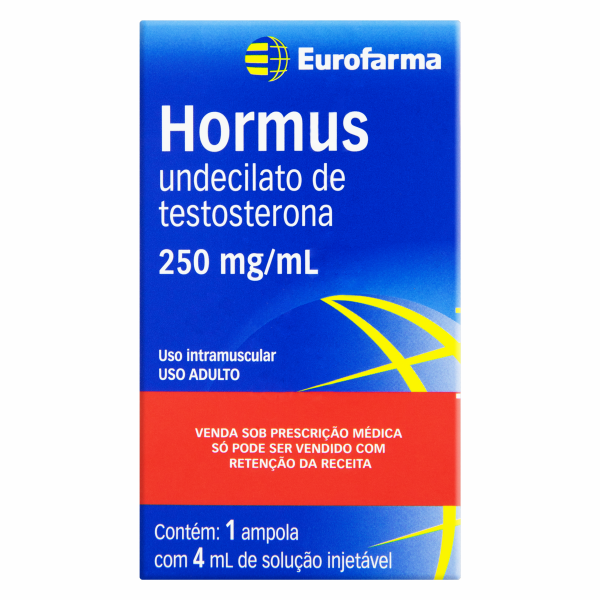 Eurofarma
Hormus
undecilato de
testosterona
250 mg/mL
Uso intramuscular
USO ADULTO
VENDA SOB PRESCRIÇÃO MÉDICA
SÓ PODE SER VENDIDO COM
RETENÇÃO DA RECEITA
Contém: 1 ampola
com 4 mL de solução injetável